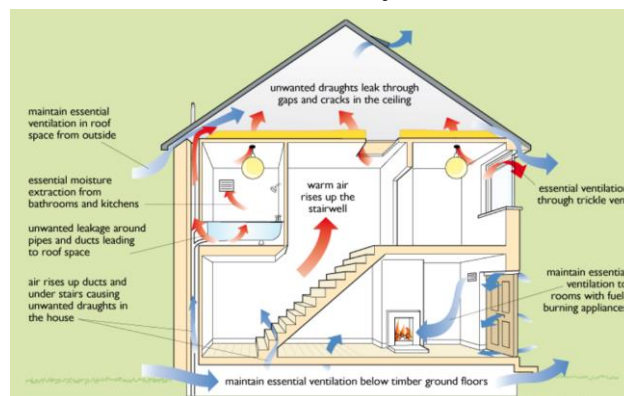 unwanted draughts leak through
gaps and cracks in the ceiling
maintain essential
ventilation in roof
space from outside
essential moisture
extraction from
bathrooms and kitchens
warm air
rises up the
stairwell
essential ventilation
through trickle
unwanted leakage around
pipes and ducts leading
to roof space
air rises up ducts and
under stairs causing
unwanted draughts in
the house
maintain
ventilation
rooms with
burning
maintain essential ventilation below timber ground floors